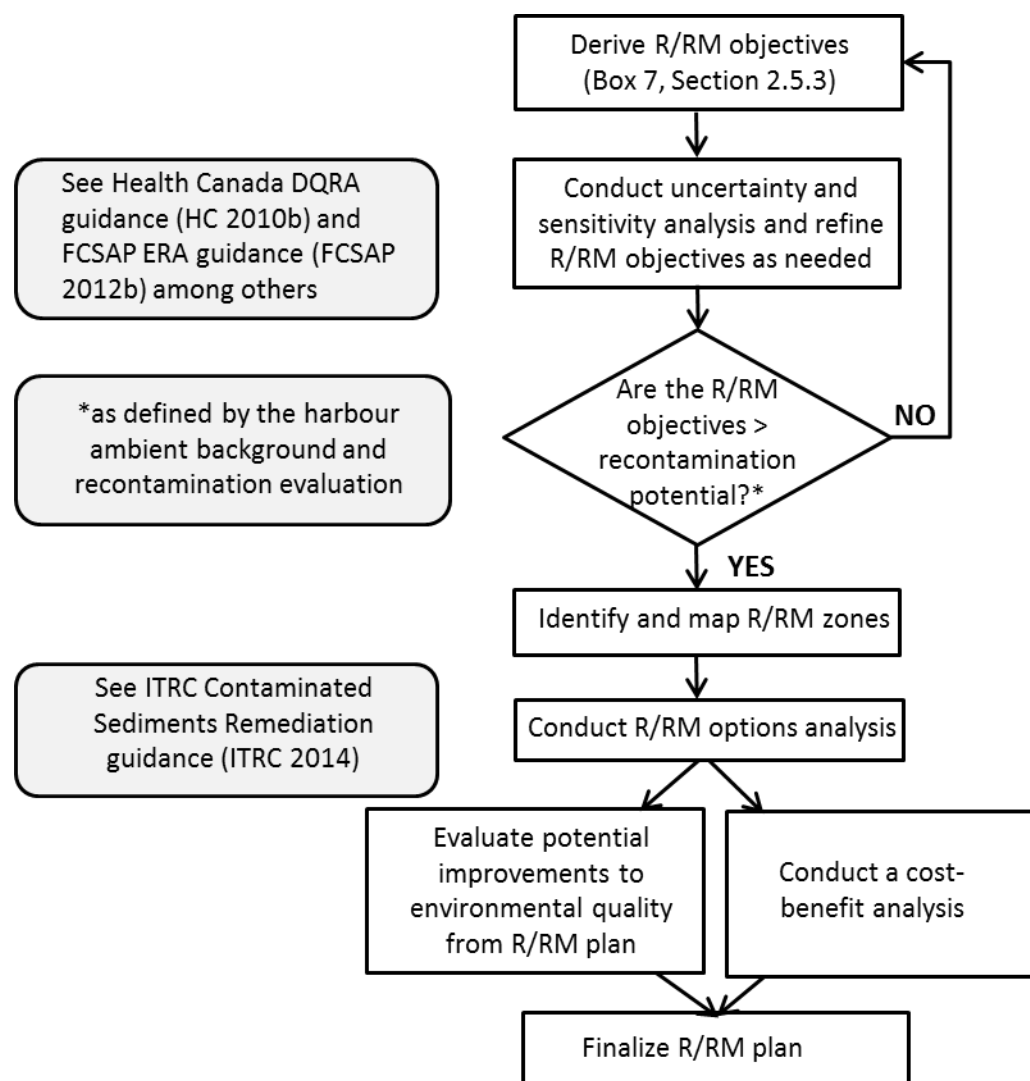 Derive R/RM objectives
(Box 7, Section 2.5.3)
See Health Canada DQRA
guidance (HC 2010b) and
FCSAP ERA guidance (FCSAP
2012b) among others
Conduct uncertainty and
sensitivity analysis and refine
R/RM objectives as needed
*as defined by the harbour
ambient background and
recontamination evaluation
Are the R/RM
objectives >
recontamination
potential?*
NO
YES
Identify and map R/RM zones
See ITRC Contaminated
Sediments Remediation
guidance (ITRC 2014)
Conduct R/RM options analysis
Evaluate potential
improvements to
environmental quality
from R/RM plan
Conduct a cost-
benefit analysis
Finalize R/RM plan